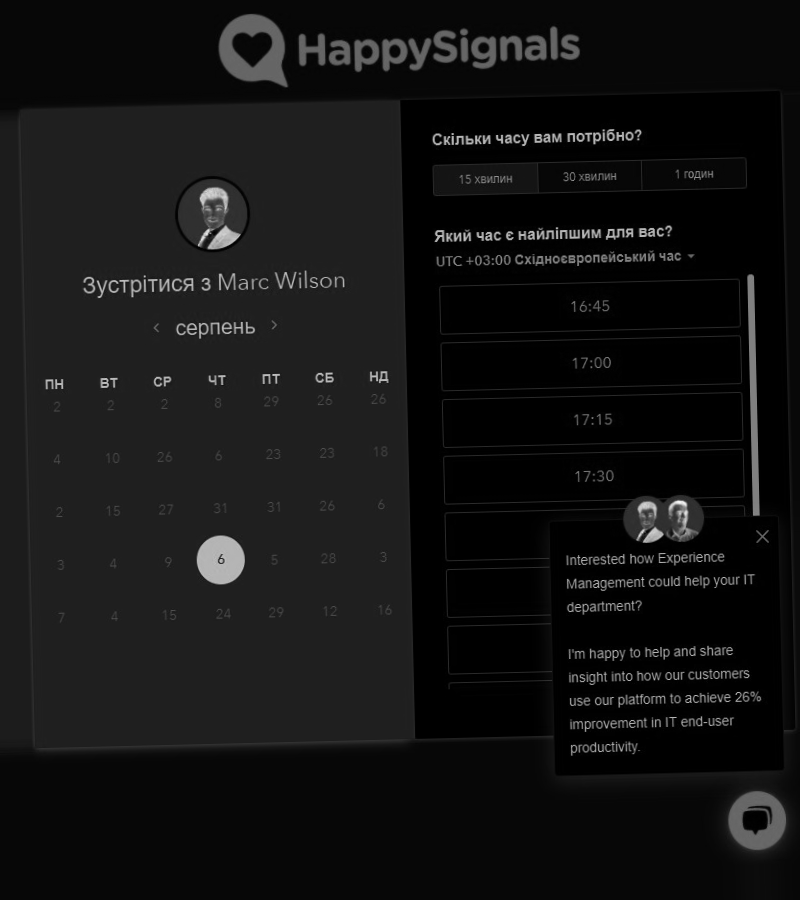 HappySignals
Зустрітися з Marc Wilson
серпень
ПН ВТ СР ЧТ ПТ СБ НД
2 2 2 8 29 26 26
4 10 26 6 23 23 18
2 15 27 31 31 26 6
3 4 9 6 5 28 3
7 4 15 24 29 12 16
Скільки часу вам потрібно?
15 хвилин 30 хвилин 1 годин
Який час є найліпшим для вас?
UTC +03:00 Східноєвропейський час
16:45
17:00
17:15
17:30
Interested how Experience
Management could help your IT
department?
I'm happy to help and share
insight into how our customers
use our platform to achieve 26%
improvement in IT end-user
productivity.